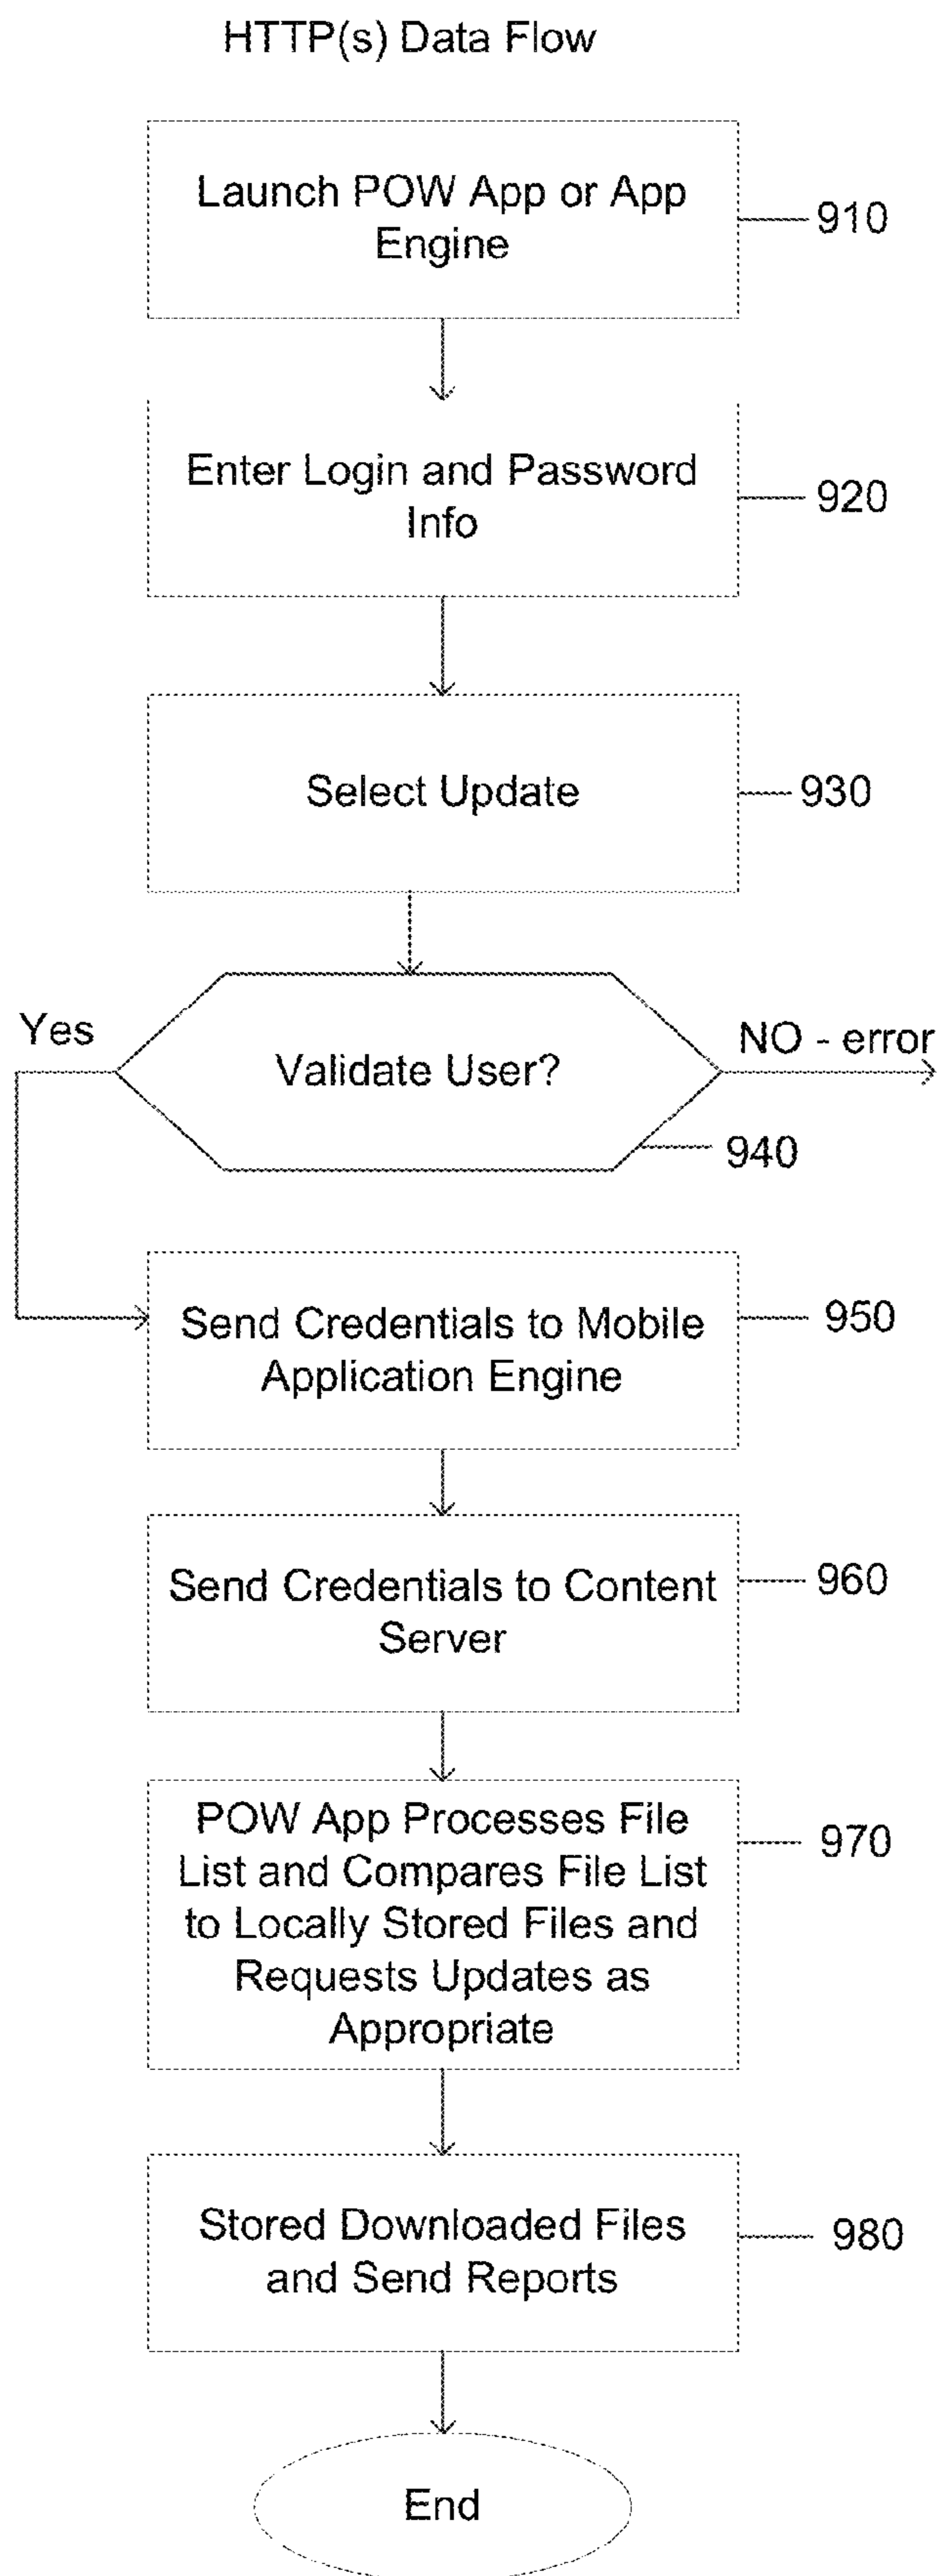 HTTP(s) Data Flow
Launch POW App or App
Engine
910
Enter Login and Password
Info
920
Select Update
930
Yes
Validate User?
NO - error
940
Send Credentials to Mobile
Application Engine
950
Send Credentials to Content
Server
960
POW App Processes File
List and Compares File List
to Locally Stored Files and
Requests Updates as
Appropriate
970
Stored Downloaded Files
and Send Reports
980
End